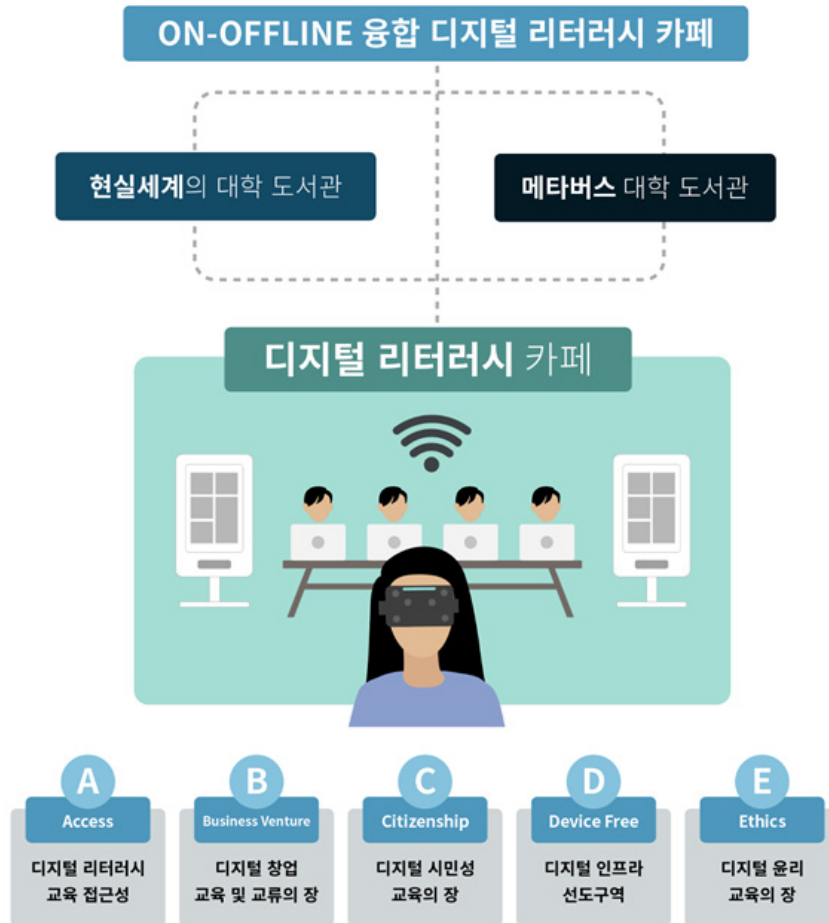 ON-OFFLINE 융합 디지털 리터러시 카페
현실세계의 대학 도서관
메타버스 대학 도서관
디지털 리터러시 카페
A
Access
디지털 리터러시
교육 접근성
B
Business Venture
디지털 창업
교육 및 교류의 장
C
Citizenship
디지털 시민성
교육의 장
D
Device Free
디지털 인프라
선도구역
E
Ethics
디지털 윤리
교육의 장